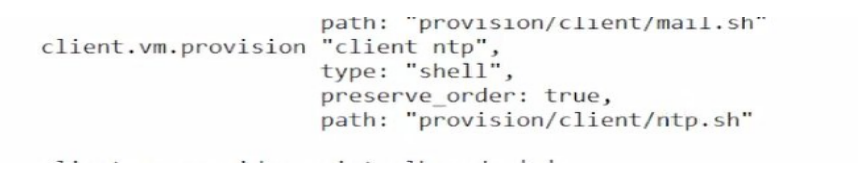 path: "provision/client/mail.sh"
client.vm.provision "client ntp",
type: "shell",
preserve_order: true,
path: "provision/client/ntp.sh"